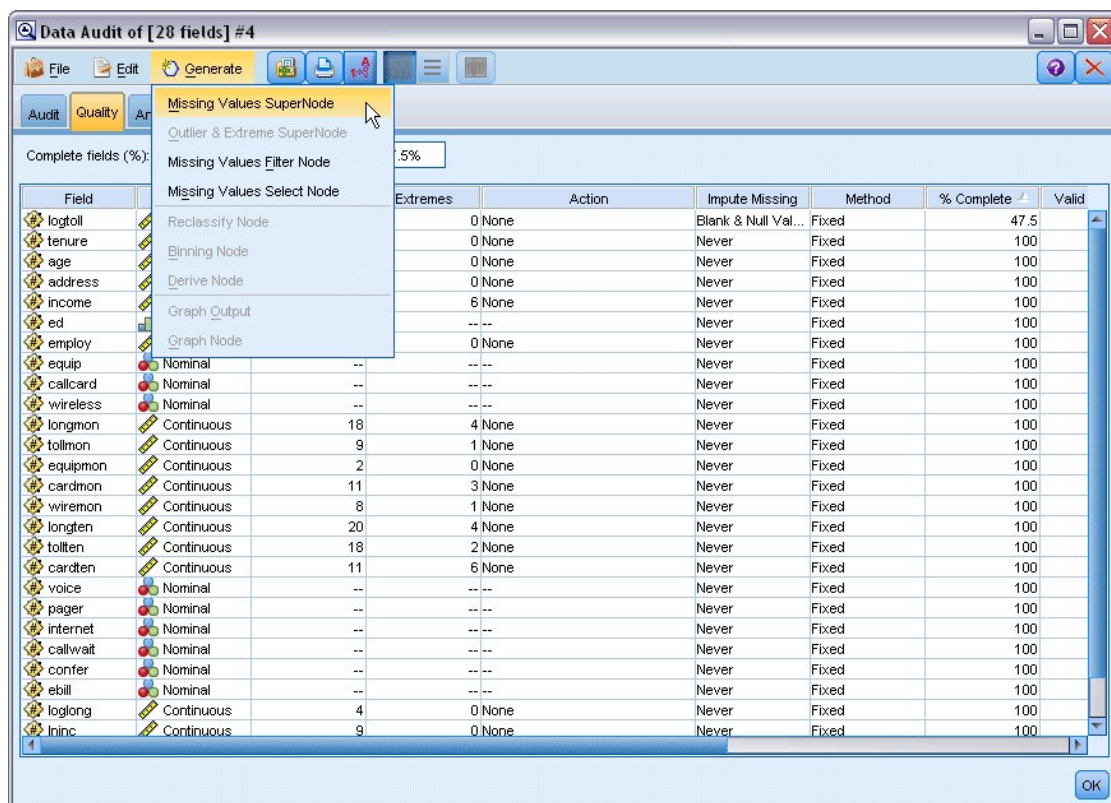 Data Audit of [28 fields] #4
File Edit Generate
Audit Quality
Missing Values SuperNode
Outlier & Extreme SuperNode
Missing Values Filter Node
Missing Values Select Node
Reclassify Node
Binning Node
Derive Node
Graph Output
Graph Node
Complete fields (%): .5%
Field Extremes Action Impute Missing Method % Complete Valid
logtoll 0 None Blank & Null Val... Fixed 47.5
tenure 0 None Never Fixed 100
age 0 None Never Fixed 100
address 0 None Never Fixed 100
income 6 None Never Fixed 100
ed -- -- Never Fixed 100
employ 0 None Never Fixed 100
equip Nominal -- -- -- Never Fixed 100
callcard Nominal -- -- -- Never Fixed 100
wireless Nominal -- -- -- Never Fixed 100
longmon Continuous 18 4 None Never Fixed 100
tollmon Continuous 9 1 None Never Fixed 100
equipmon Continuous 2 0 None Never Fixed 100
cardmon Continuous 11 3 None Never Fixed 100
wiremon Continuous 8 1 None Never Fixed 100
longten Continuous 20 4 None Never Fixed 100
tollten Continuous 18 2 None Never Fixed 100
cardten Continuous 11 6 None Never Fixed 100
voice Nominal -- -- -- Never Fixed 100
pager Nominal -- -- -- Never Fixed 100
internet Nominal -- -- -- Never Fixed 100
callwait Nominal -- -- -- Never Fixed 100
confer Nominal -- -- -- Never Fixed 100
ebill Nominal -- -- -- Never Fixed 100
loglong Continuous 4 0 None Never Fixed 100
lninc Continuous 9 0 None Never Fixed 100
OK